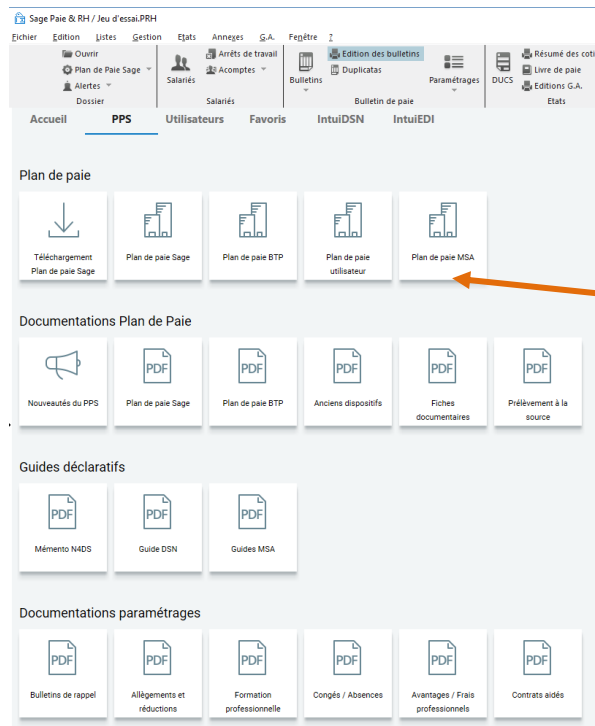 Sage Paie & RH / Jeu d'essai.PRH
Fichier Edition Listes Gestion Etats Annexes G.A. Fenêtre ?
Ouvrir Arrêts de travail Edition des bulletins Résumé des coti
Plan de Paie Sage Salariés Acomptes Bulletins Duplicatas Paramétrages DUCS Livre de paie
Alertes Editions G.A.
Dossier Salariés Bulletin de paie Etats
Accueil PPS Utilisateurs Favoris IntuiDSN IntuiEDI
Plan de paie
Téléchargement Plan de paie Sage Plan de paie BTP Plan de paie Plan de paie MSA
Plan de paie Sage utilisateur
Documentations Plan de Paie
PDF PDF PDF PDF PDF
Nouveautés du PPS Plan de paie Sage Plan de paie BTP Anciens dispositifs Fiches Prélèvement à la
documentaires source
Guides déclaratifs
PDF PDF PDF
Mémento N4DS Guide DSN Guides MSA
Documentations paramétrages
PDF PDF PDF PDF PDF PDF
Bulletins de rappel Allègements et Formation Congés / Absences Avantages / Frais Contrats aidés
réductions professionnelle professionnels